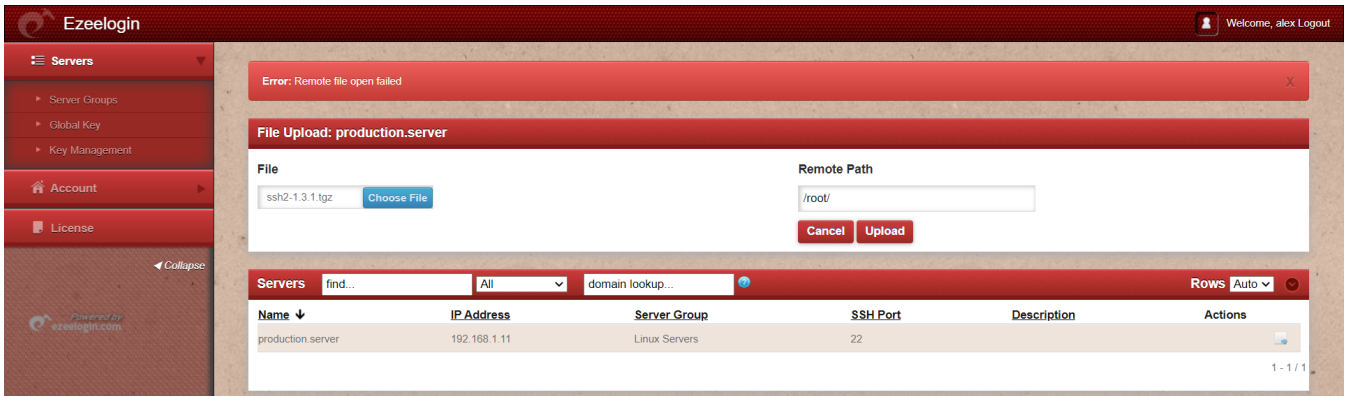 Ezeelogin
Welcome, alex Logout
Servers
Server Groups
Global Key
Key Management
Account
License
Collapse
Powered by
ezeelogin.com
Error: Remote file open failed
X
File Upload: production.server
File
Remote Path
ssh2-1.3.1.tgz Choose File
/root/
Cancel Upload
Servers find... All domain lookup... Rows Auto
Name IP Address Server Group SSH Port Description Actions
production.server 192.168.1.11 Linux Servers 22
1 - 1 / 1